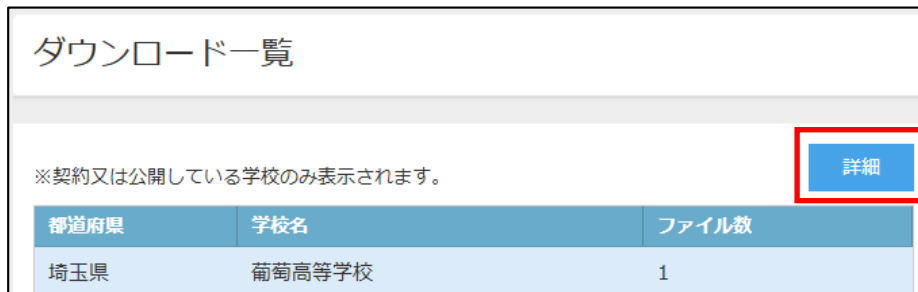 ダウンロード一覧
詳細
※契約又は公開している学校のみ表示されます。
都道府県 学校名 ファイル数
埼玉県 葡萄高等学校 1